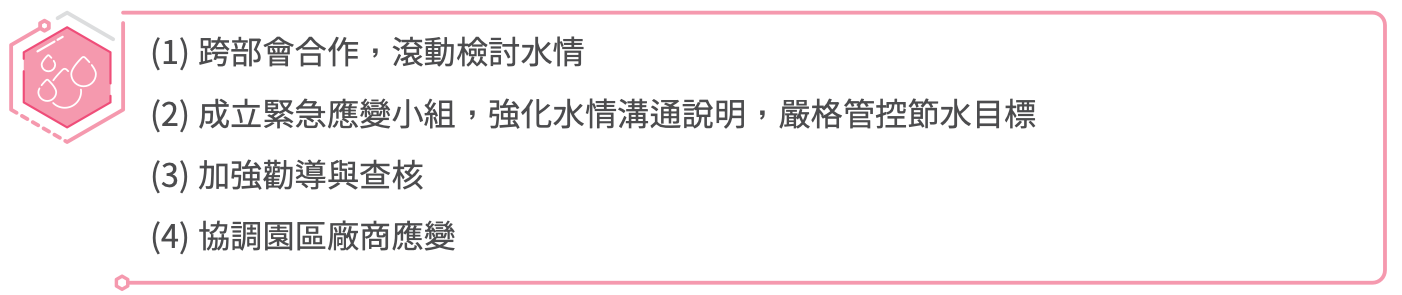 (1) 跨部會合作，滾動檢討水情
(2) 成立緊急應變小組，強化水情溝通說明，嚴格管控節水目標
(3) 加強勸導與查核
(4) 協調園區廠商應變